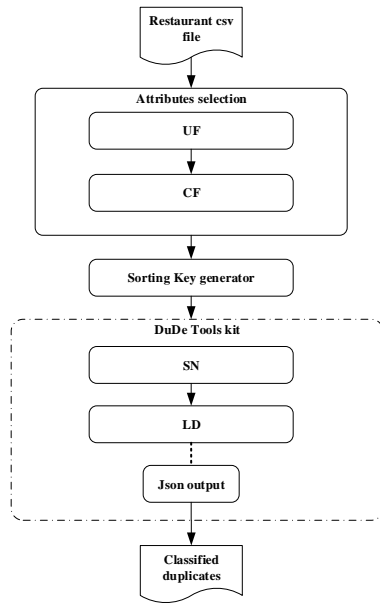 Restaurant csv
file
Attributes selection
UF
CF
Sorting Key generator
DuDe Tools kit
SN
LD
Json output
Classified
duplicates